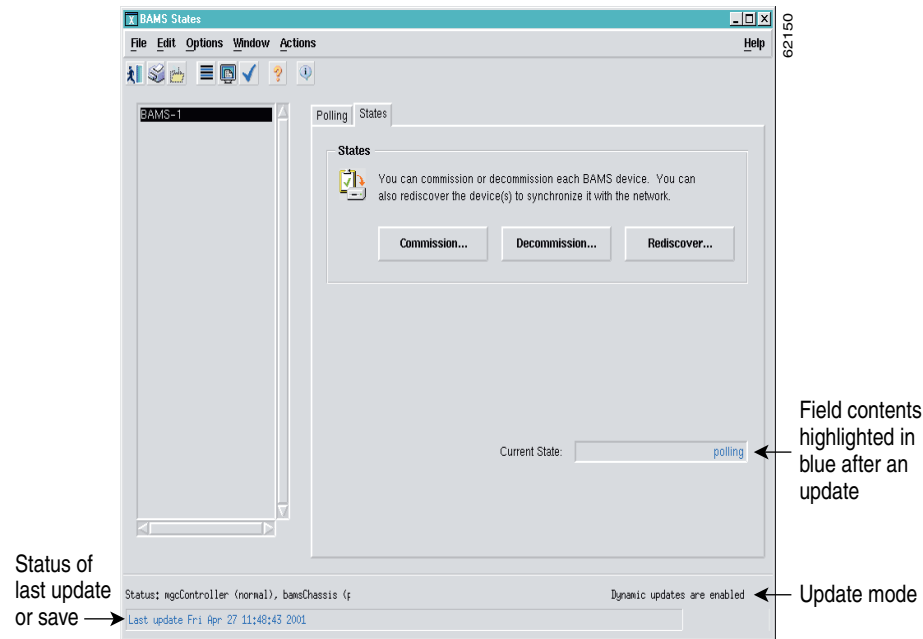 BAMS States
File Edit Options Window Actions Help
62150
BAMS-1
Polling States
States
You can commission or decommission each BAMS device. You can
also rediscover the device(s) to synchronize it with the network.
Commission... Decommission... Rediscover...
Current State: polling
Field contents
highlighted in
blue after an
update
Status of
last update
or save
Status: mgcController (normal), bamsChassis (
Dynamic updates are enabled
Update mode
Last update Fri Apr 27 11:48:43 2001